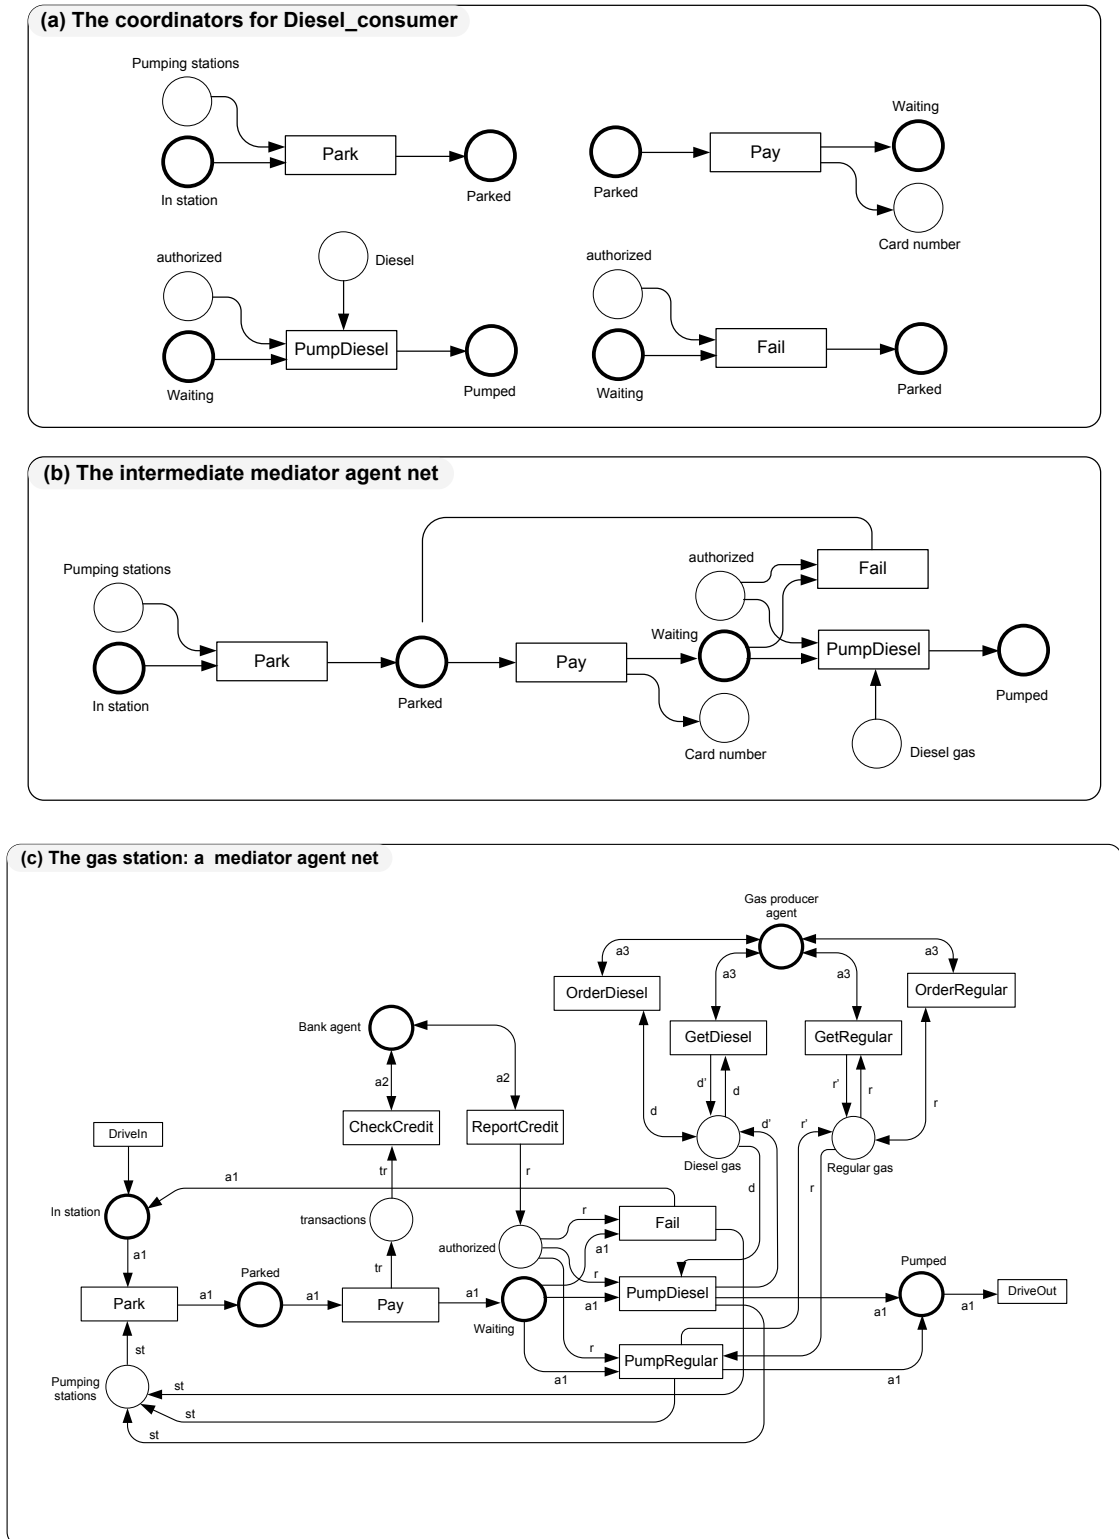 (a) The coordinators for Diesel_consumer
Pumping stations
In station
Park
Parked
Parked
Pay
Waiting
Card number
authorized
Diesel
Waiting
PumpDiesel
Pumped
authorized
Waiting
Fail
Parked
(b) The intermediate mediator agent net
Pumping stations
In station
Park
Parked
Pay
Waiting
Card number
authorized
Fail
PumpDiesel
Pumped
Diesel gas
(c) The gas station: a mediator agent net
Gas producer
agent
a3
a3
a3
a3
OrderDiesel
OrderRegular
GetDiesel
GetRegular
Bank agent
a2
a2
d'
d
r'
r
d
r
CheckCredit
ReportCredit
DriveIn
d'
r'
Diesel gas
Regular gas
tr
r
d
r
a1
In station
transactions
authorized
r
a1
Fail
a1
tr
r
a1
PumpDiesel
Parked
Pumped
Park
a1
a1
Pay
a1
Waiting
a1
a1
DriveOut
st
r
a1
PumpRegular
a1
Pumping
stations
st
st
st